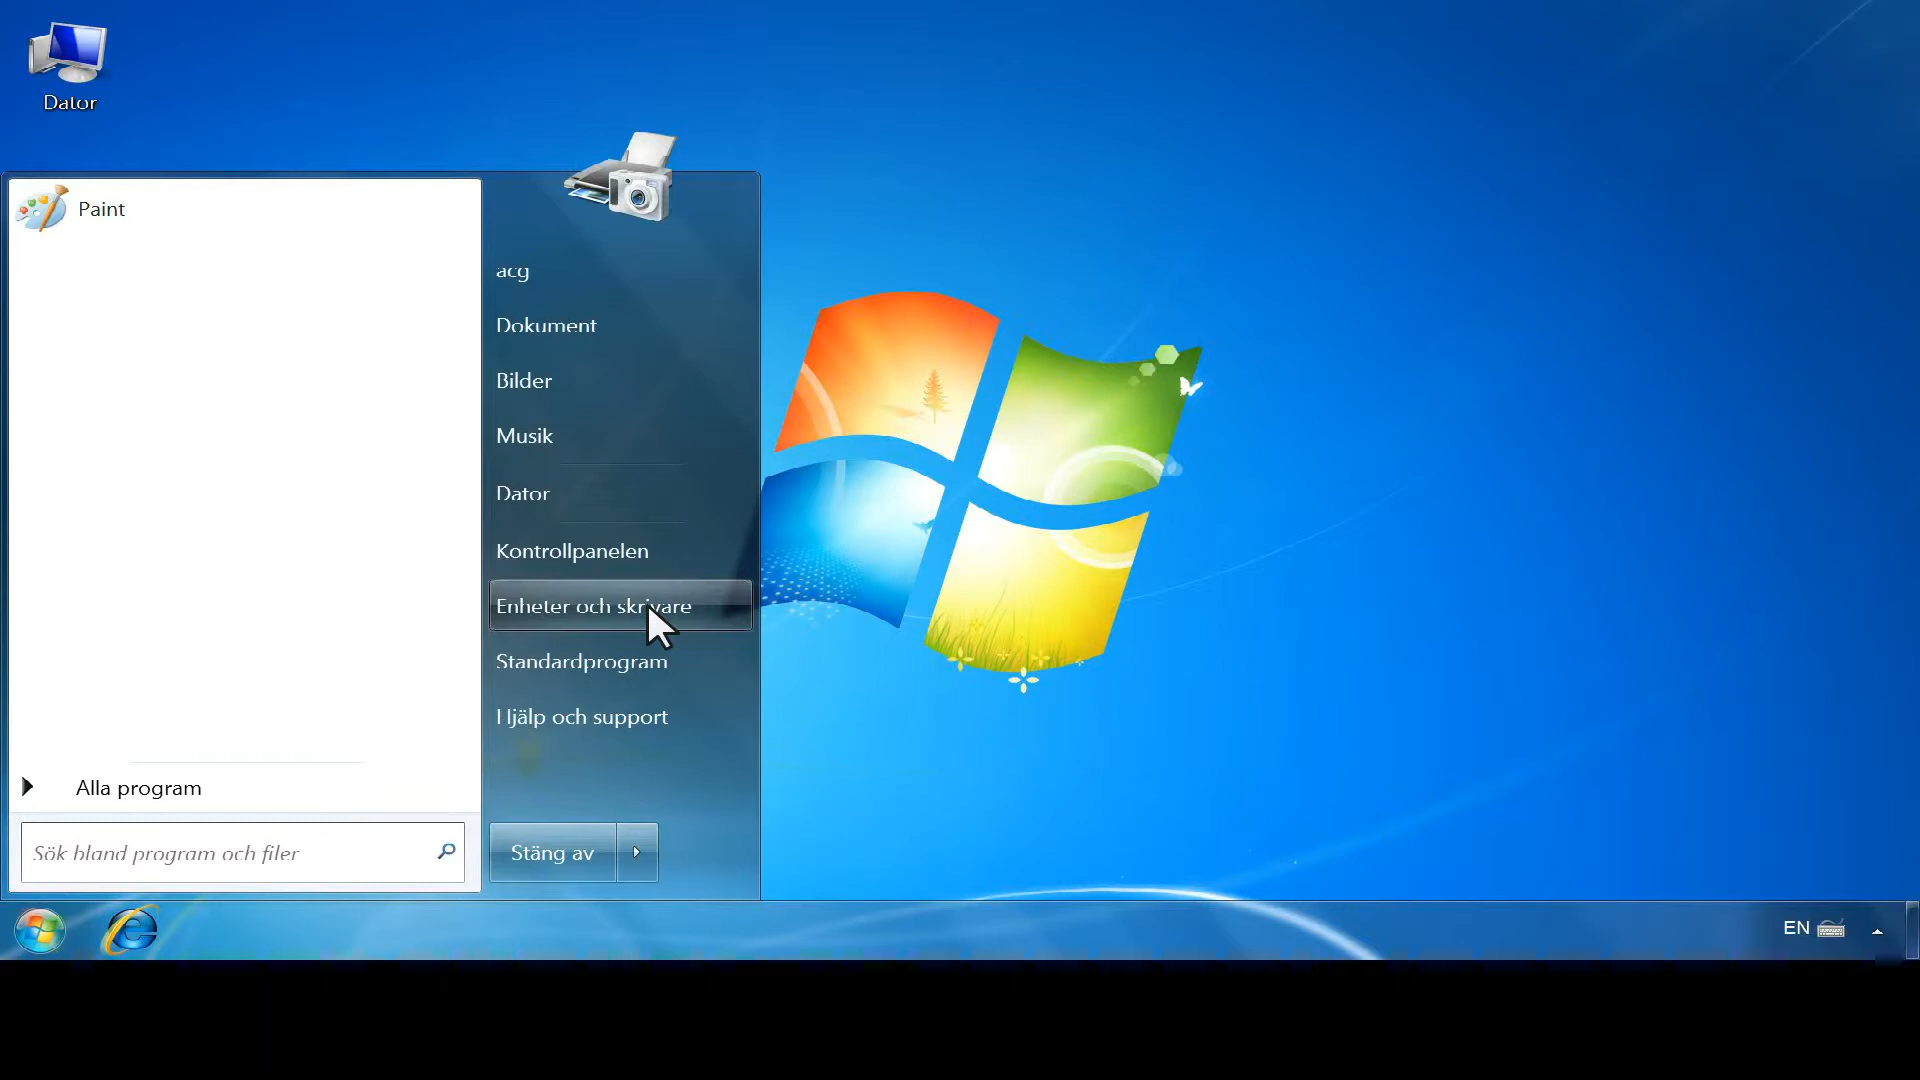 Dator
Paint
acg
Dokument
Bilder
Musik
Dator
Kontrollpanelen
Enheter och skrivare
Standardprogram
Hjälp och support
Alla program
Sök bland program och filer
Stäng av
EN